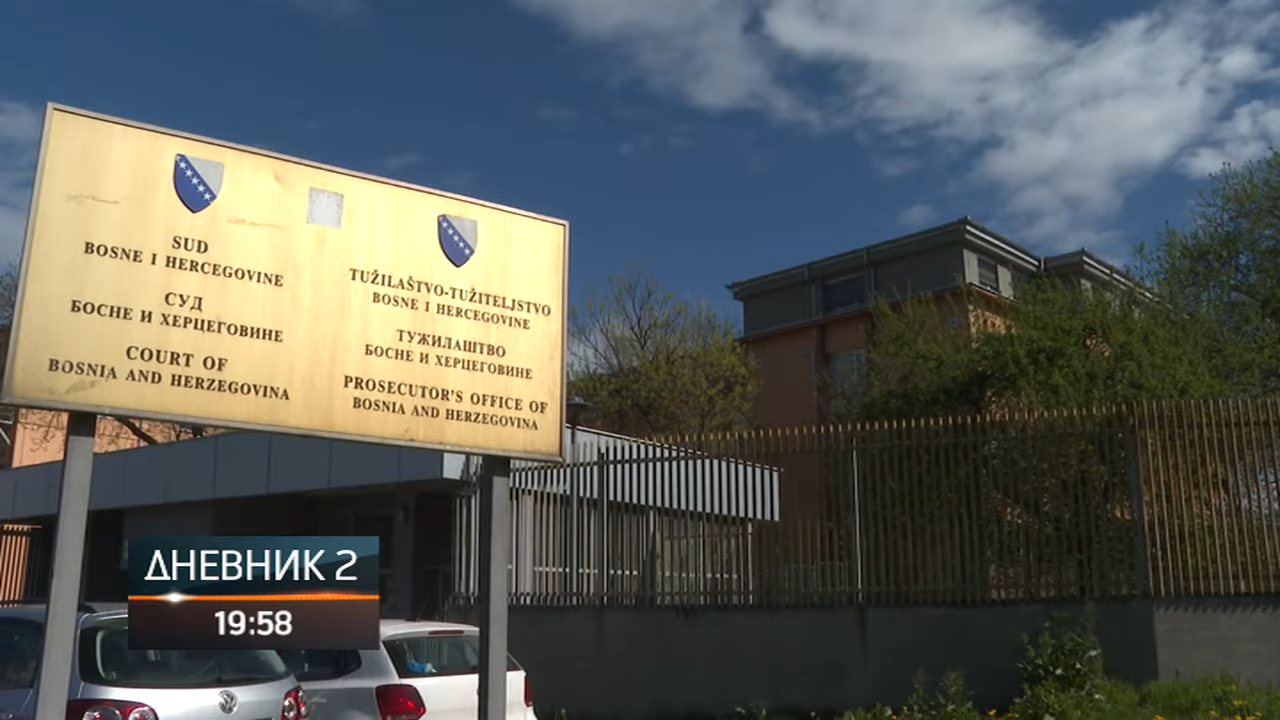 SUD
BOSNE I HERCEGOVINE
СУД
БОСНЕ И ХЕРЦЕГОВИНЕ
COURT OF
BOSNIA AND HERZEGOVINA
TUŽILAŠTVO-TUŽITELJSTVO
BOSNE I HERCEGOVINE
ТУЖИЛАШТВО
БОСНЕ И ХЕРЦЕГОВИНЕ
PROSECUTOR'S OFFICE OF
BOSNIA AND HERZEGOVINA
ДНЕВНИК 2
19:58